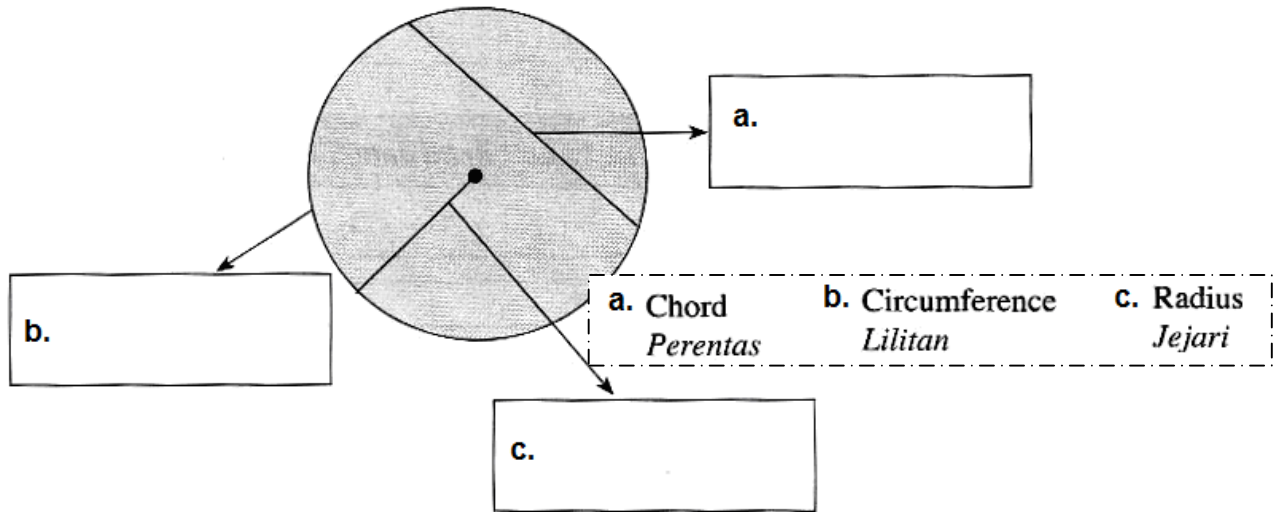 a.
b.
a. Chord b. Circumference c. Radius
Perentas Lilitan Jejari
c.